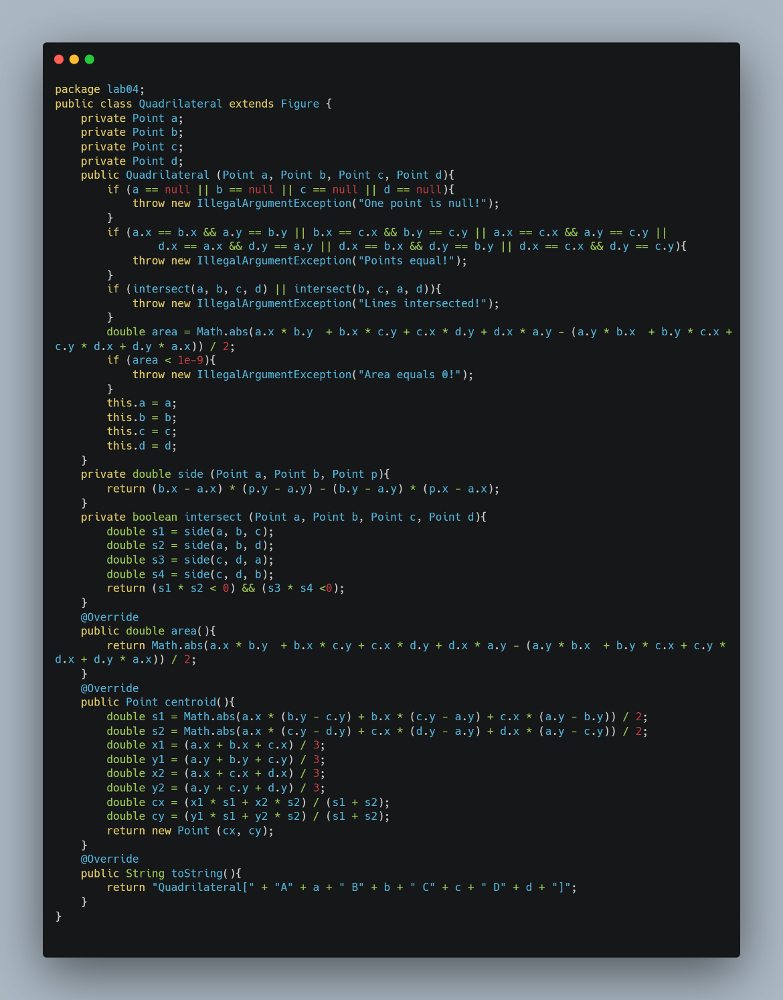 package lab04;
public class Quadrilateral extends Figure {
    private Point a;
    private Point b;
    private Point c;
    private Point d;
    public Quadrilateral (Point a, Point b, Point c, Point d){
        if (a == null || b == null || c == null || d == null){
            throw new IllegalArgumentException("One point is null!");
        }
        if (a.x == b.x && a.y == b.y || b.x == c.x && b.y == c.y || a.x == c.x && a.y == c.y ||
                d.x == a.x && d.y == a.y || d.x == b.x && d.y == b.y || d.x == c.x && d.y == c.y){
            throw new IllegalArgumentException("Points equal!");
        }
        if (intersect(a, b, c, d) || intersect(b, c, a, d)){
            throw new IllegalArgumentException("Lines intersected!");
        }
        double area = Math.abs(a.x * b.y  + b.x * c.y + c.x * d.y + d.x * a.y - (a.y * b.x  + b.y * c.x +
c.y * d.x + d.y * a.x)) / 2;
        if (area < 1e-9){
            throw new IllegalArgumentException("Area equals 0!");
        }
        this.a = a;
        this.b = b;
        this.c = c;
        this.d = d;
    }
    private double side (Point a, Point b, Point p){
        return (b.x - a.x) * (p.y - a.y) - (b.y - a.y) * (p.x - a.x);
    }
    private boolean intersect (Point a, Point b, Point c, Point d){
        double s1 = side(a, b, c);
        double s2 = side(a, b, d);
        double s3 = side(c, d, a);
        double s4 = side(c, d, b);
        return (s1 * s2 < 0) && (s3 * s4 <0);
    }
    @Override
    public double area(){
        return Math.abs(a.x * b.y  + b.x * c.y + c.x * d.y + d.x * a.y - (a.y * b.x  + b.y * c.x + c.y *
d.x + d.y * a.x)) / 2;
    }
    @Override
    public Point centroid(){
        double s1 = Math.abs(a.x * (b.y - c.y) + b.x * (c.y - a.y) + c.x * (a.y - b.y)) / 2;
        double s2 = Math.abs(a.x * (c.y - d.y) + c.x * (d.y - a.y) + d.x * (a.y - c.y)) / 2;
        double x1 = (a.x + b.x + c.x) / 3;
        double y1 = (a.y + b.y + c.y) / 3;
        double x2 = (a.x + c.x + d.x) / 3;
        double y2 = (a.y + c.y + d.y) / 3;
        double cx = (x1 * s1 + x2 * s2) / (s1 + s2);
        double cy = (y1 * s1 + y2 * s2) / (s1 + s2);
        return new Point (cx, cy);
    }
    @Override
    public String toString(){
        return "Quadrilateral[" + "A" + a + " B" + b + " C" + c + " D" + d + "]";
    }
}